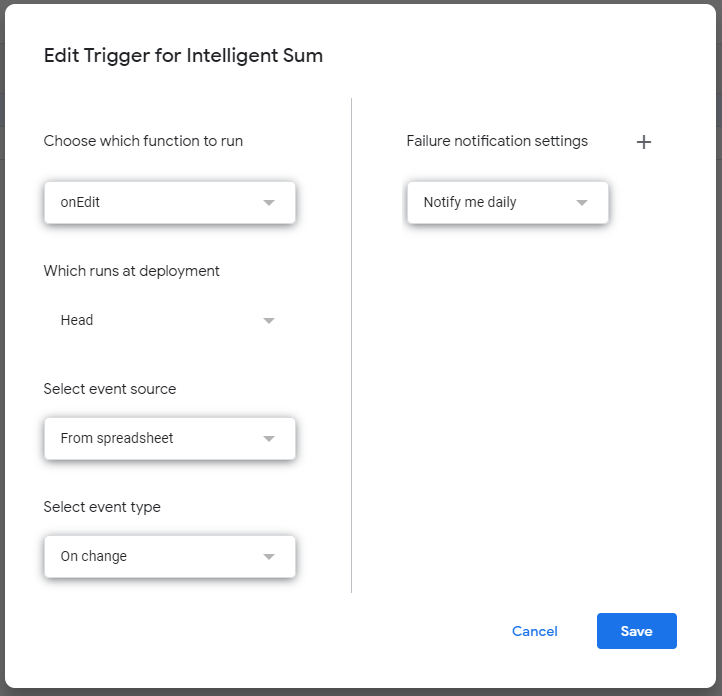 Edit Trigger for Intelligent Sum
Choose which function to run
onEdit
Which runs at deployment
Head
Select event source
From spreadsheet
Select event type
On change
Failure notification settings
Notify me daily
Cancel
Save